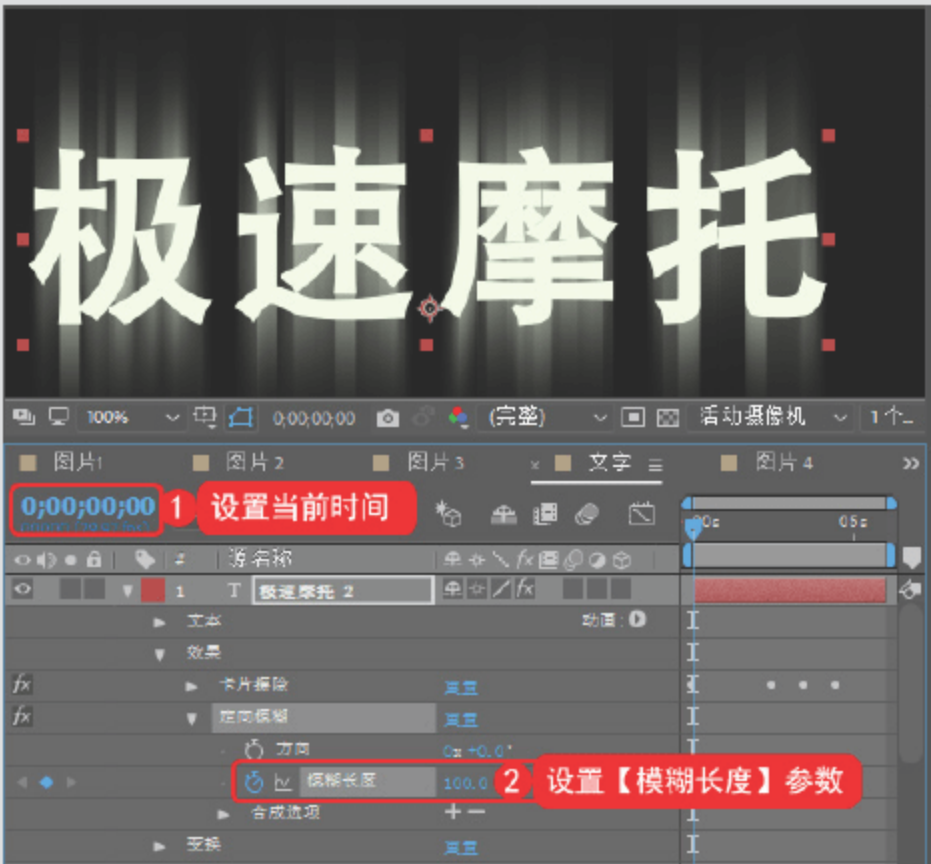 极速摩托
100% 0;00;00;00 (完整) 活动摄像机 1个...
图片1 图片2 图片3 × 文字 ≡ 图片4 »
0;00;00;00 1 设置当前时间
:00s 05s
# 源名称
1 T 极速摩托 2 fx
文本 动画:
效果
fx 卡片擦除 重置
fx 定向模糊 重置
方向 0x +0.0°
模糊长度 100.0 2 设置【模糊长度】参数
合成选项 + −
变换 重置